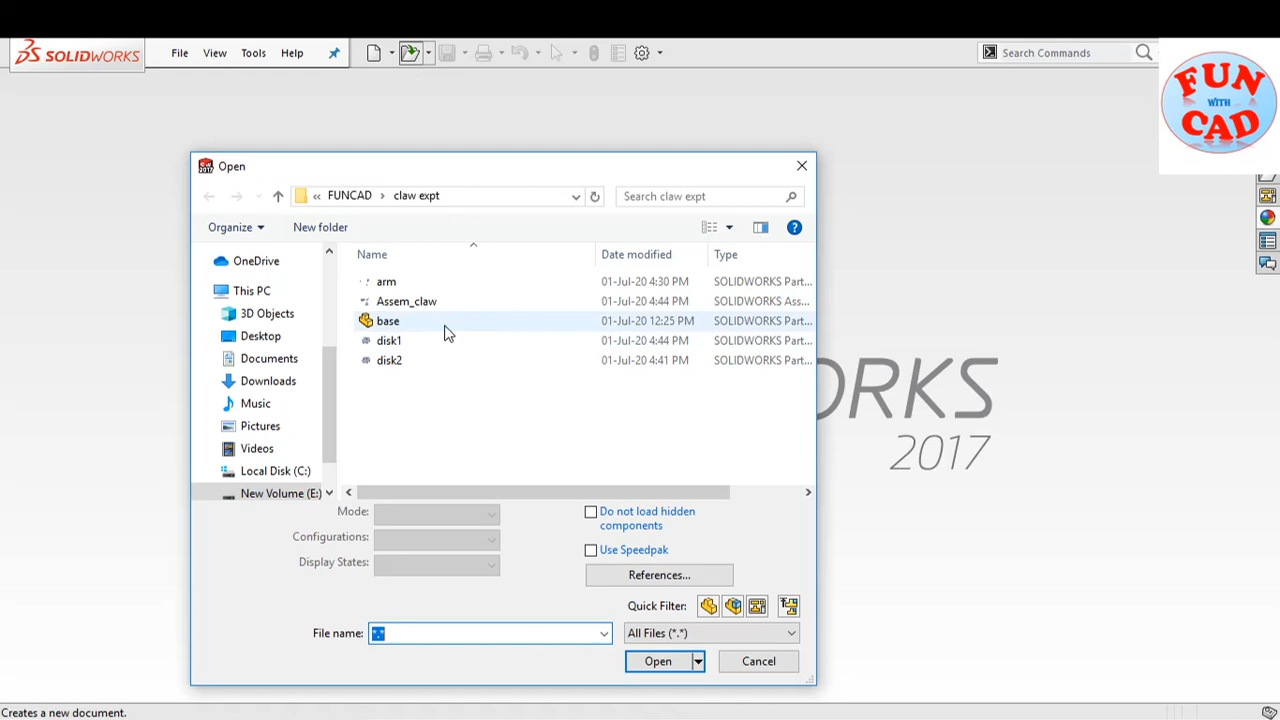 SOLIDWORKS File View Tools Help Search Commands
FUN
WITH
CAD
Open
« FUNCAD > claw expt Search claw expt
Organize New folder
Name Date modified Type
OneDrive
This PC
3D Objects
Desktop
Documents
Downloads
Music
Pictures
Videos
Local Disk (C:)
New Volume (E:)
arm 01-Jul-20 4:30 PM SOLIDWORKS Part...
Assem_claw 01-Jul-20 4:44 PM SOLIDWORKS Ass...
base 01-Jul-20 12:25 PM SOLIDWORKS Part...
disk1 01-Jul-20 4:44 PM SOLIDWORKS Part...
disk2 01-Jul-20 4:41 PM SOLIDWORKS Part...
ORKS
2017
Mode:
Configurations:
Display States:
Do not load hidden
components
Use Speedpak
References...
Quick Filter:
File name: *.* All Files (*.*)
Open Cancel
Creates a new document.